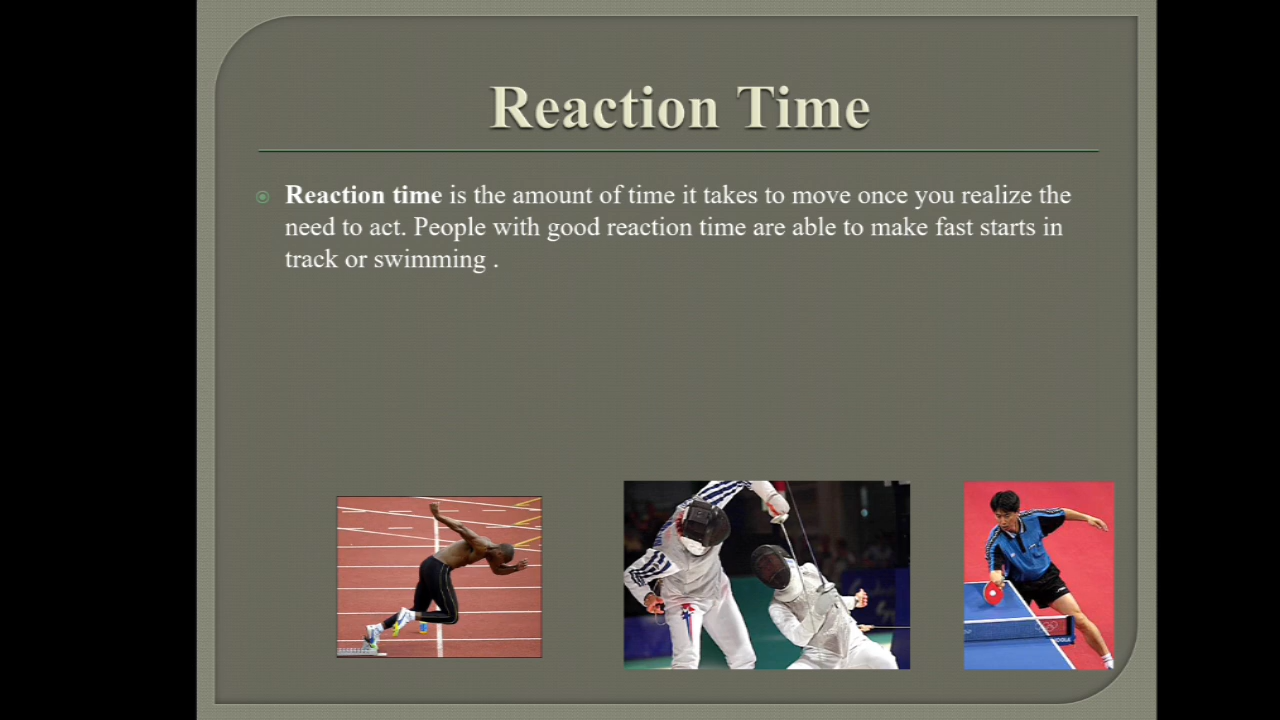 Reaction Time
Reaction time is the amount of time it takes to move once you realize the
need to act. People with good reaction time are able to make fast starts in
track or swimming .